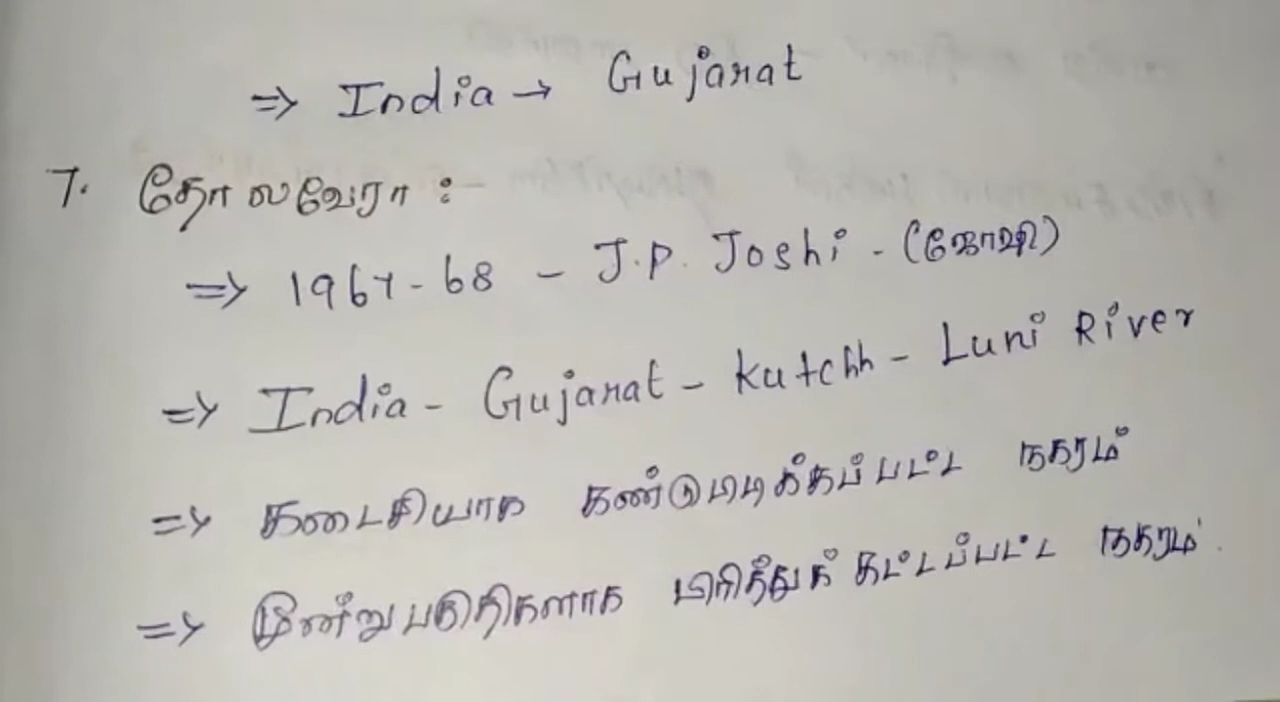 => India → Gujarat
7. தோலவேரா :-
=> 1967-68 - J.P. Joshi - (ஜோஷி)
=> India - Gujarat - Kutchh - Luni River
=> கடைசியாக கண்டுபிடிக்கப்பட்ட நகரம்
=> மூன்று பகுதிகளாக பிரித்துக் கட்டப்பட்ட நகரம்.